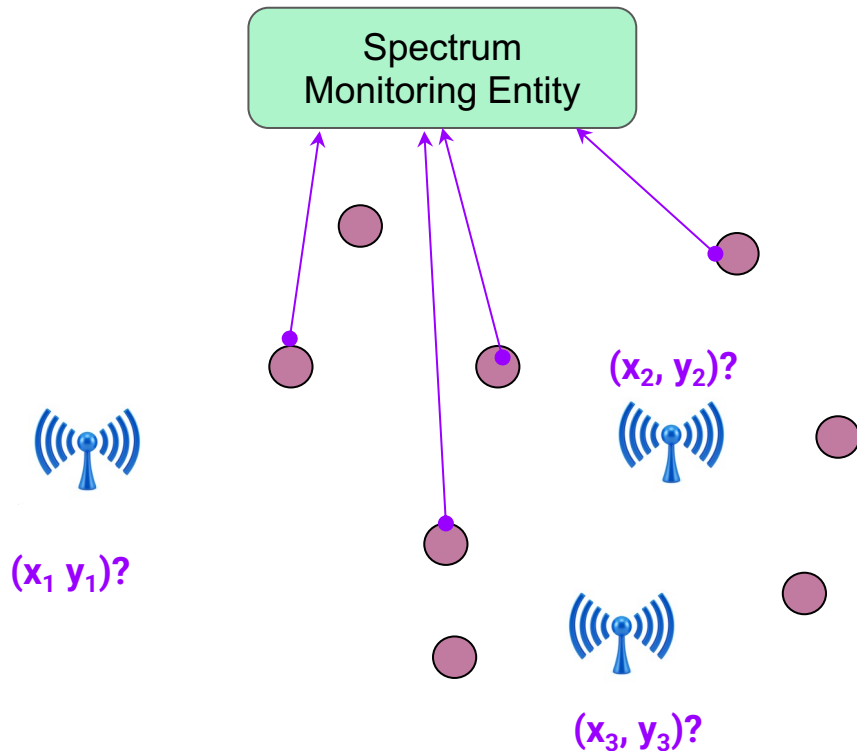 Spectrum
Monitoring Entity
(x₂, y₂)?
(x₁ y₁)?
(x₃, y₃)?